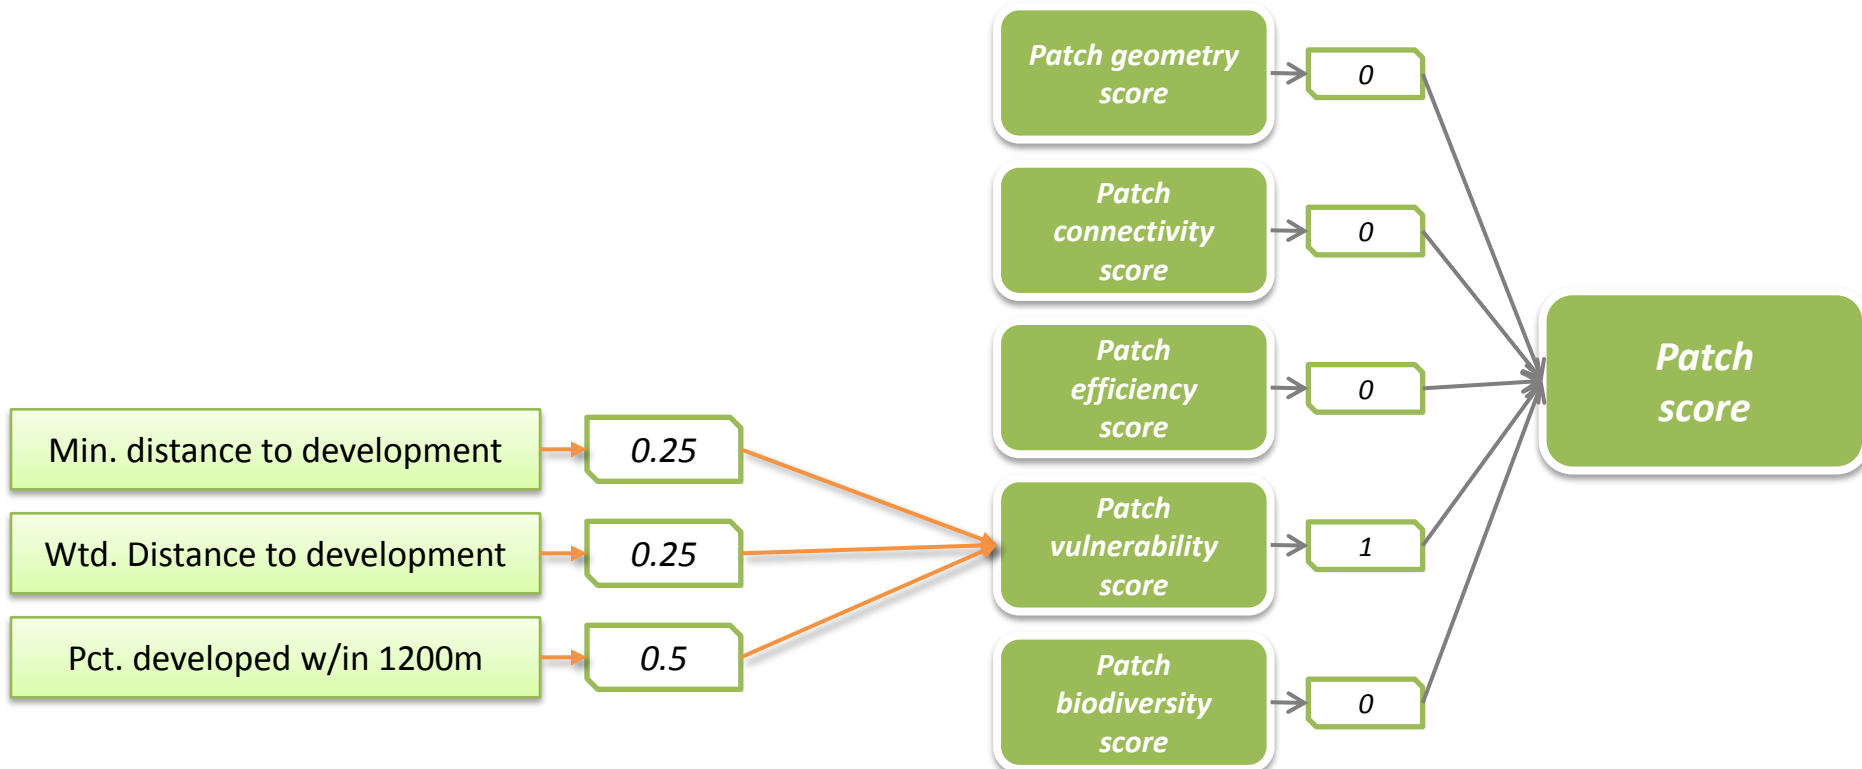 Patch geometry
score
0
Patch
connectivity
score
0
Patch
efficiency
score
0
Patch
score
Min. distance to development
0.25
Wtd. Distance to development
0.25
Pct. developed w/in 1200m
0.5
Patch
vulnerability
score
1
Patch
biodiversity
score
0